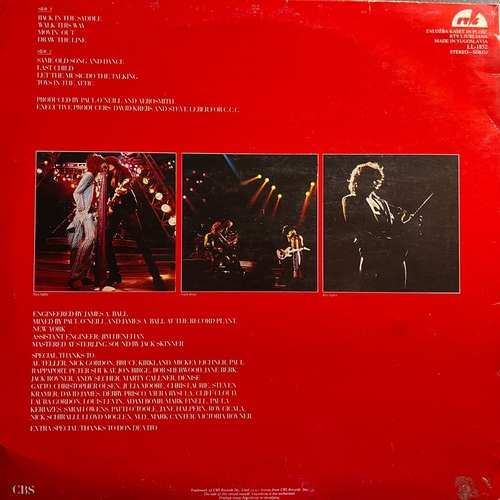 SIDE 1
BACK IN THE SADDLE
WALK THIS WAY
MOVIN' OUT
DRAW THE LINE
SIDE 2
SAME OLD SONG AND DANCE
LAST CHILD
LET THE MUSIC DO THE TALKING
TOYS IN THE ATTIC
PRODUCED BY PAUL O'NEILL AND AEROSMITH
EXECUTIVE PRODUCERS: DAVID KREBS AND STEVE LEBER FOR C.C.C.
RTV LJUBLJANA
MADE IN YUGOSLAVIA
LL-1852
STEREO
ENGINEERED BY JAMES A. BALL
MIXED BY PAUL O'NEILL AND JAMES A. BALL AT THE RECORD PLANT,
NEW YORK
ASSISTANT ENGINEER: JIM HENEHAN
MASTERED AT STERLING SOUND BY JACK SKINNER
SPECIAL THANKS TO:
AL TELLER, NICK GORDON, BRUCE KIRKLAND, MICKEY EICHNER, PAUL
RAPPAPORT, PETER SHUKAT, JON BIRGE, BOB SHERWOOD, JANE BERK,
JACK ROVNER, ANDY SECHER, MARTY CALLNER, DENISE
GATTO, CHRISTOPHER OLSEN, JULIA MOORE, CHRIS LAURIE, STEVEN
KRAMER, DAVID JAMES, DEBBY PRISCO, VIERA BYSTLA, CLIFF CLOUD,
LAURA GORDON, LOUIS LEVIN, ADAM BOMB, MARK FINELL, PAULA
KERIAZES, SARAH OWENS, PATTI O'TOOLE, JANE HALPERN, ROY CICALA,
NICK SCHIRALLI, LLOYD MOGLEN, M.D., MARK CANTER, VICTORIA ROVNER
EXTRA SPECIAL THANKS TO DON DEVITO
CBS